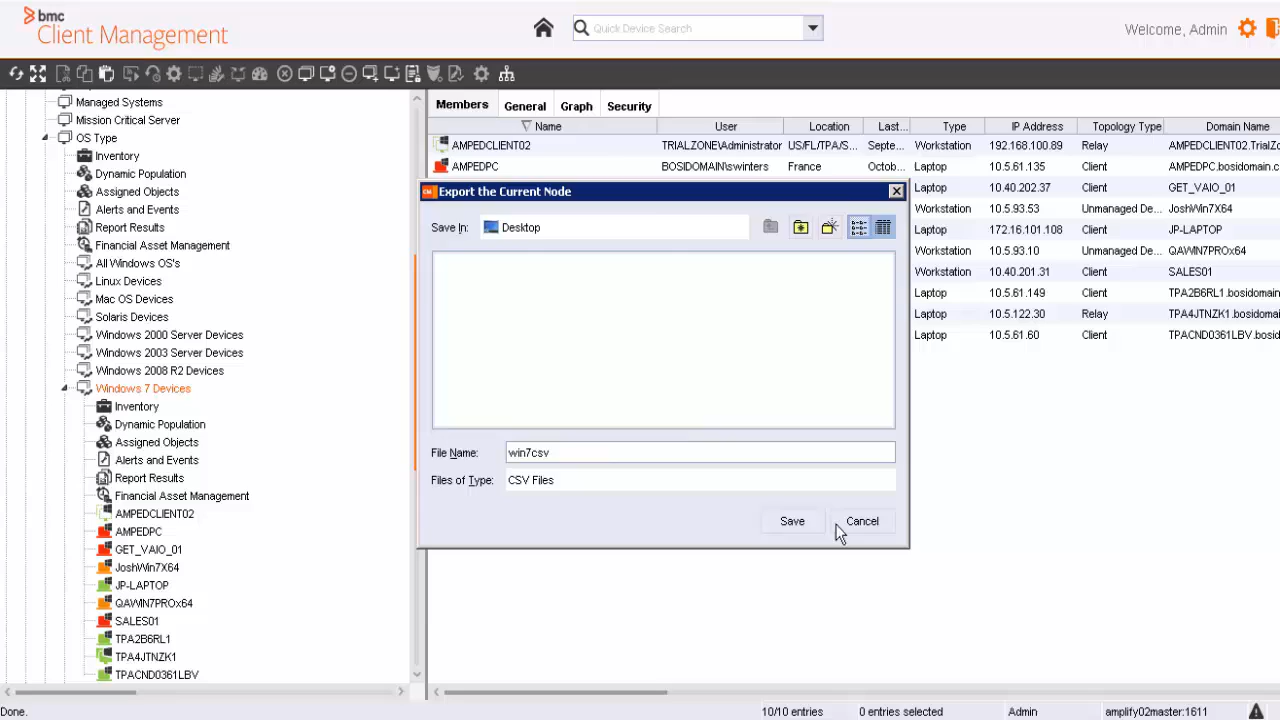 bmc
Client Management
Quick Device Search
Welcome, Admin
Managed Systems
Mission Critical Server
OS Type
Inventory
Dynamic Population
Assigned Objects
Alerts and Events
Report Results
Financial Asset Management
All Windows OS's
Linux Devices
Mac OS Devices
Solaris Devices
Windows 2000 Server Devices
Windows 2003 Server Devices
Windows 2008 R2 Devices
Windows 7 Devices
Inventory
Dynamic Population
Assigned Objects
Alerts and Events
Report Results
Financial Asset Management
AMPEDCLIENT02
AMPEDPC
GET_VAIO_01
JoshWin7X64
JP-LAPTOP
QAWIN7PROx64
SALES01
TPA2B6RL1
TPA4JTNZK1
TPACND0361LBV
Members General Graph Security
Name User Location Last... Type IP Address Topology Type Domain Name
AMPEDCLIENT02 TRIALZONE\Administrator US/FL/TPA/S... Septe... Workstation 192.168.100.89 Relay AMPEDCLIENT02.TrialZo
AMPEDPC BOSIDOMAIN\swinters France Octob... Laptop 10.5.61.135 Client AMPEDPC.bosidomain.c
Laptop 10.40.202.37 Client GET_VAIO_01
Workstation 10.5.93.53 Unmanaged De... JoshWin7X64
Laptop 172.16.101.108 Client JP-LAPTOP
Workstation 10.5.93.10 Unmanaged De... QAWIN7PROx64
Workstation 10.40.201.31 Client SALES01
Laptop 10.5.61.149 Client TPA2B6RL1.bosidomain
Laptop 10.5.122.30 Relay TPA4JTNZK1.bosidomai
Laptop 10.5.61.60 Client TPACND0361LBV.bosid
Export the Current Node
Save In: Desktop
File Name: win7csv
Files of Type: CSV Files
Save Cancel
Done. 10/10 entries 0 entries selected Admin amplify02master:1611